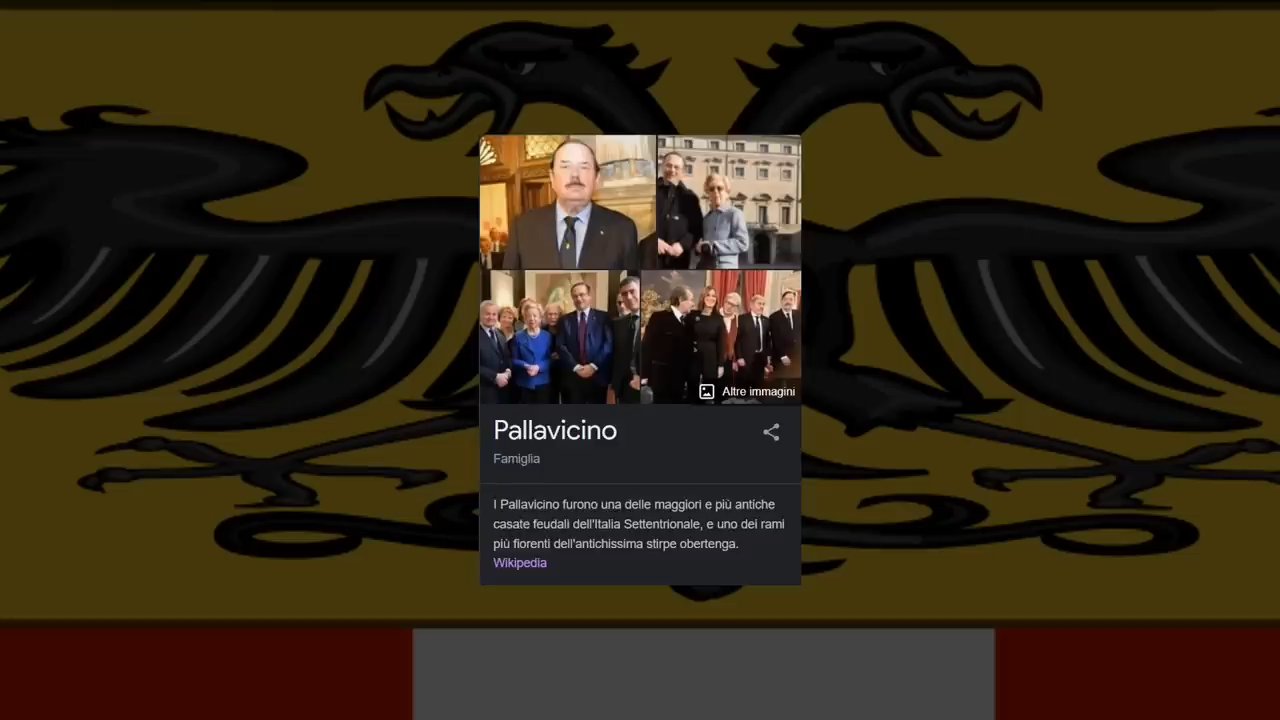 Altre immagini
Pallavicino
Famiglia
I Pallavicino furono una delle maggiori e più antiche
casate feudali dell'Italia Settentrionale, e uno dei rami
più fiorenti dell'antichissima stirpe obertenga.
Wikipedia